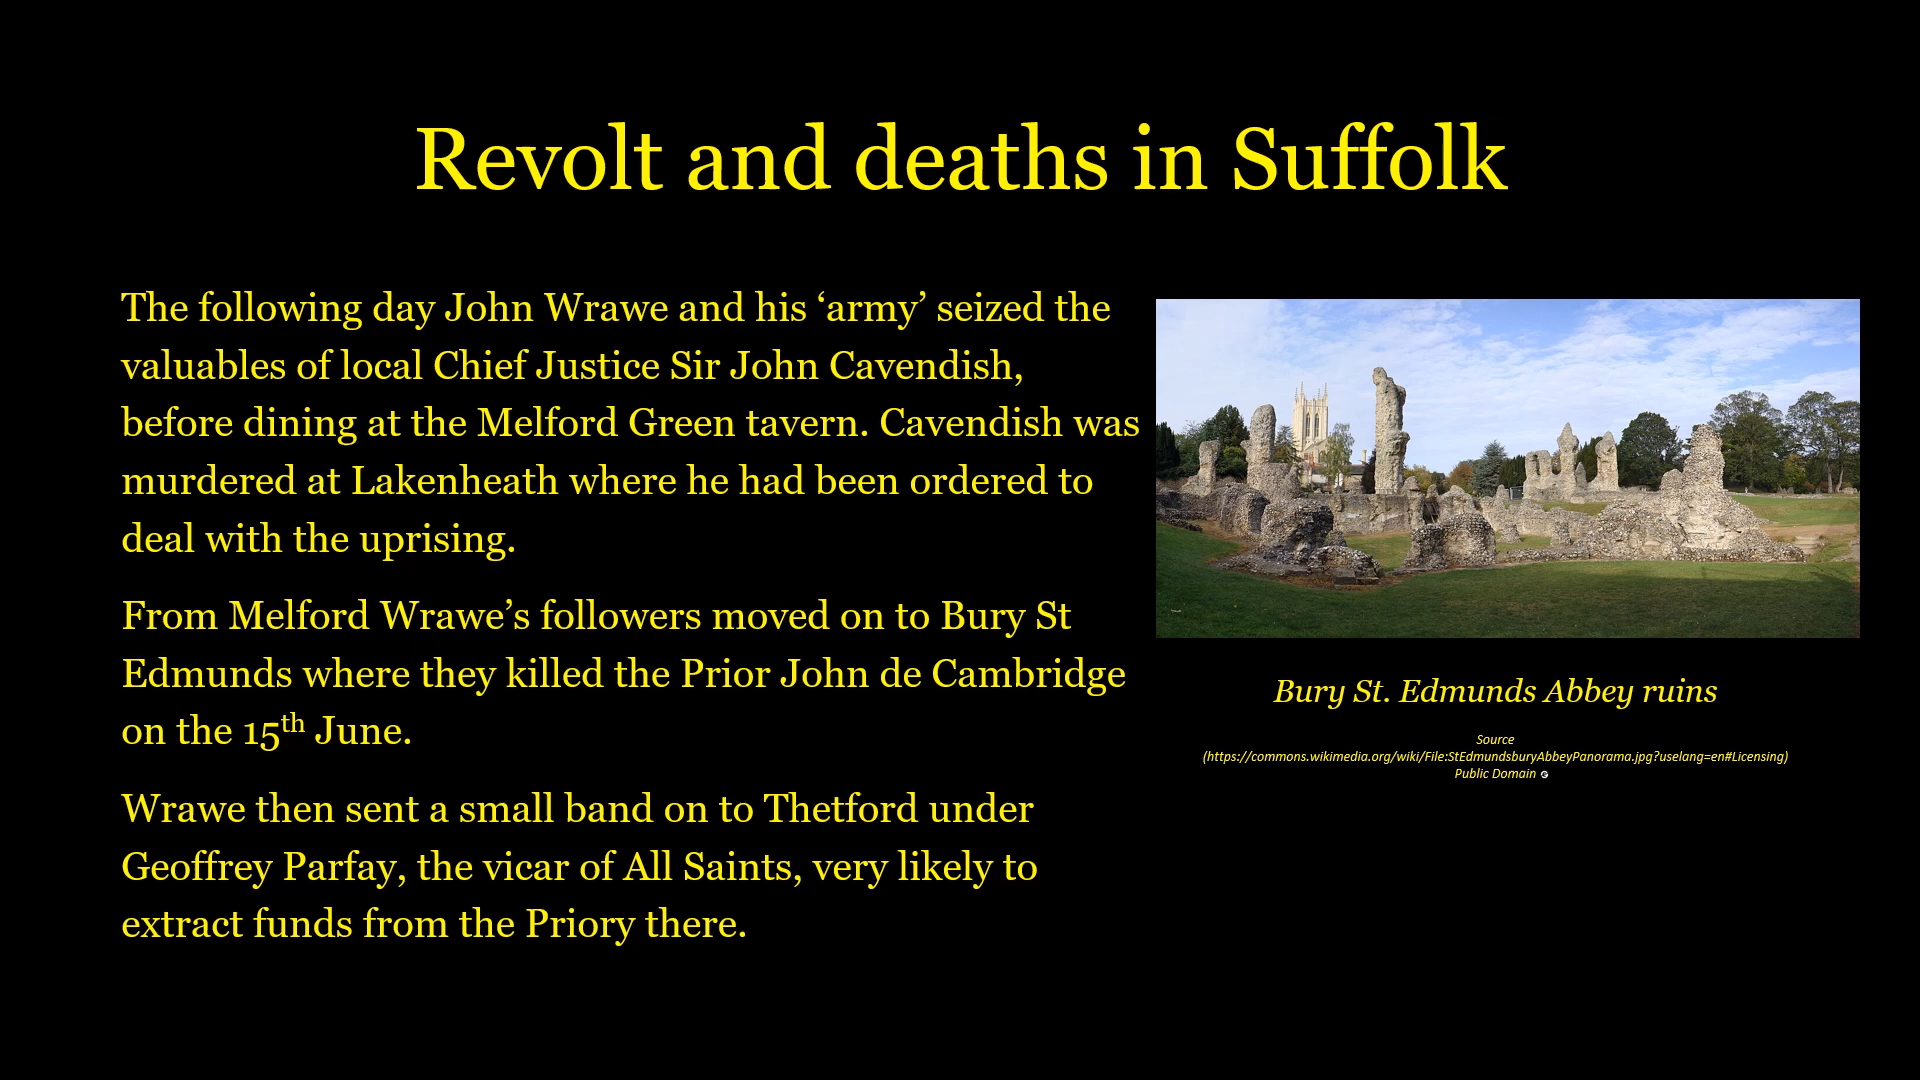 Revolt and deaths in Suffolk
The following day John Wrawe and his ‘army’ seized the
valuables of local Chief Justice Sir John Cavendish,
before dining at the Melford Green tavern. Cavendish was
murdered at Lakenheath where he had been ordered to
deal with the uprising.
From Melford Wrawe’s followers moved on to Bury St
Edmunds where they killed the Prior John de Cambridge
on the 15th June.
Wrawe then sent a small band on to Thetford under
Geoffrey Parfay, the vicar of All Saints, very likely to
extract funds from the Priory there.
Bury St. Edmunds Abbey ruins
Source
(https://commons.wikimedia.org/wiki/File:StEdmundsburyAbbeyPanorama.jpg?uselang=en#Licensing)
Public Domain